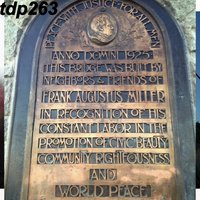 tdp263
PEACE WITH JUSTICE FOR ALL MEN
ANNO DOMINI 1925
THIS BRIDGE WAS BUILT BY
NEIGHBORS & FRIENDS OF
FRANK AUGUSTUS MILLER
IN RECOGNITION OF HIS
CONSTANT LABOR IN THE
PROMOTION OF CIVIC BEAUTY
COMMUNITY RIGHTEOUSNESS
AND
WORLD PEACE